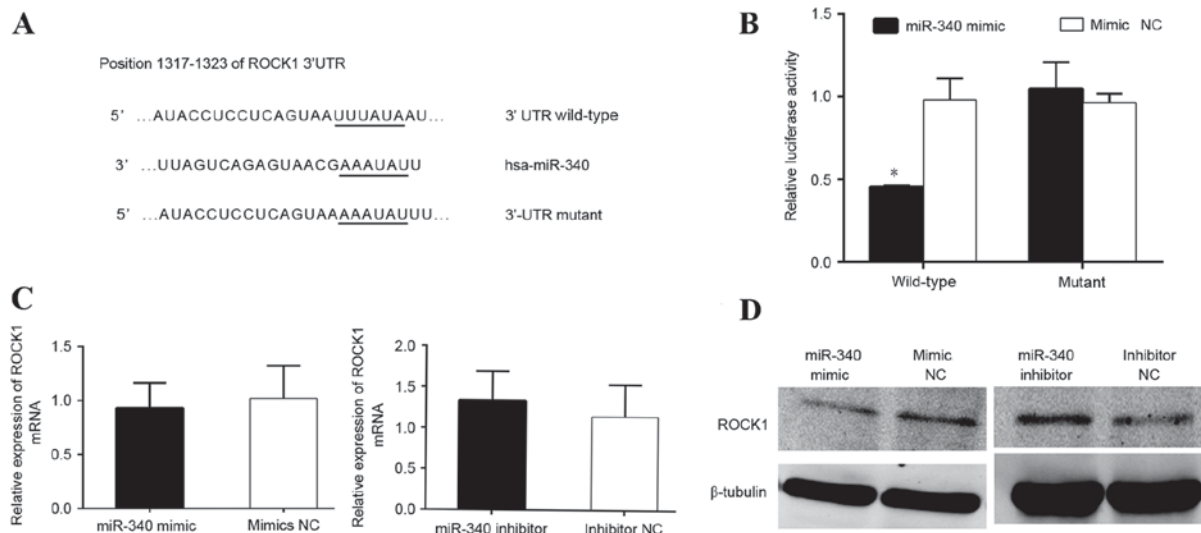 A
Position 1317-1323 of ROCK1 3'UTR
5' ...AUACCUCCUCAGUAAUUUAUAAU... 3' UTR wild-type
3' UUAGUCAGAGUAACGAAAUAUU hsa-miR-340
5' ...AUACCUCCUCAGUAAAAAUAUUU... 3'-UTR mutant
B
miR-340 mimic
Mimic NC
Relative luciferase activity
1.5
1.0
0.5
0.0
*
Wild-type
Mutant
C
Relative expression of ROCK1
mRNA
1.5
1.0
0.5
0.0
miR-340 mimic
Mimics NC
Relative expression of ROCK1
mRNA
2.0
1.5
1.0
0.5
0.0
miR-340 inhibitor
Inhibitor NC
D
miR-340
mimic
Mimic
NC
miR-340
inhibitor
Inhibitor
NC
ROCK1
β-tubulin